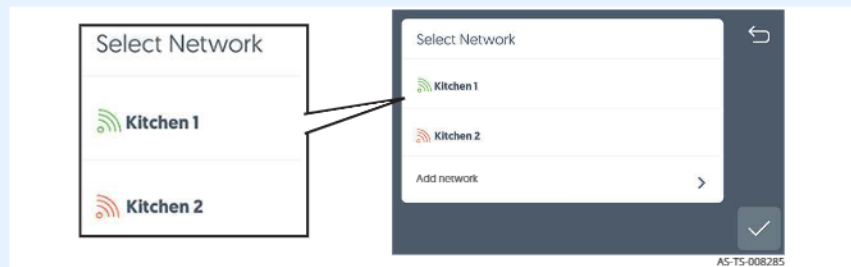 Select Network
Kitchen 1
Kitchen 2
Select Network
Kitchen 1
Kitchen 2
Add network
AS-TS-008285